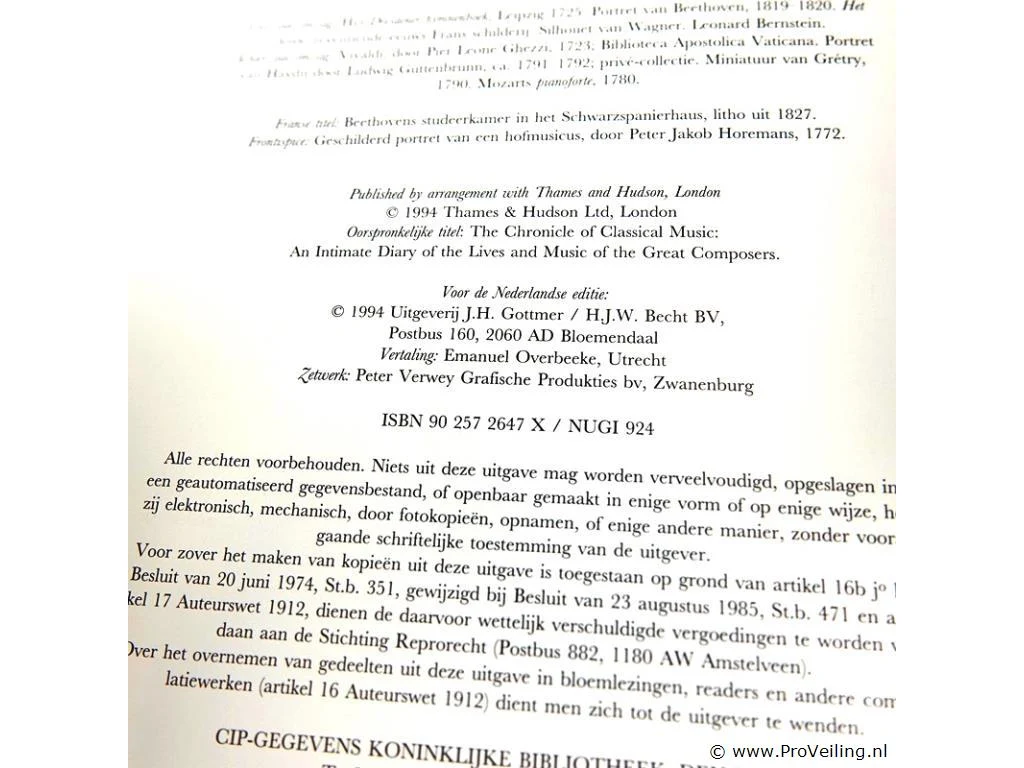 Het Dresdener kamerboek, Leipzig 1725. Portret van Beethoven, 1819–1820. Het
Frans schilderij. Silhouet van Wagner. Leonard Bernstein.
Vivaldi, door Pier Leone Ghezzi, 1723; Biblioteca Apostolica Vaticana. Portret
van Haydn door Ludwig Guttenbrunn, ca. 1791–1792; privé-collectie. Miniatuur van Grétry,
1790. Mozarts pianoforte, 1780.
Franse titel: Beethovens studeerkamer in het Schwarzspanierhaus, litho uit 1827.
Frontispice: Geschilderd portret van een hofmusicus, door Peter Jakob Horemans, 1772.
Published by arrangement with Thames and Hudson, London
© 1994 Thames & Hudson Ltd, London
Oorspronkelijke titel: The Chronicle of Classical Music:
An Intimate Diary of the Lives and Music of the Great Composers.
Voor de Nederlandse editie:
© 1994 Uitgeverij J.H. Gottmer / H.J.W. Becht BV,
Postbus 160, 2060 AD Bloemendaal
Vertaling: Emanuel Overbeeke, Utrecht
Zetwerk: Peter Verwey Grafische Produkties bv, Zwanenburg
ISBN 90 257 2647 X / NUGI 924
Alle rechten voorbehouden. Niets uit deze uitgave mag worden verveelvoudigd, opgeslagen in
een geautomatiseerd gegevensbestand, of openbaar gemaakt in enige vorm of op enige wijze, h
zij elektronisch, mechanisch, door fotokopieën, opnamen, of enige andere manier, zonder voor
gaande schriftelijke toestemming van de uitgever.
Voor zover het maken van kopieën uit deze uitgave is toegestaan op grond van artikel 16b jº
Besluit van 20 juni 1974, St.b. 351, gewijzigd bij Besluit van 23 augustus 1985, St.b. 471 en a
kel 17 Auteurswet 1912, dienen de daarvoor wettelijk verschuldigde vergoedingen te worden v
daan aan de Stichting Reprorecht (Postbus 882, 1180 AW Amstelveen).
Over het overnemen van gedeelten uit deze uitgave in bloemlezingen, readers en andere com
latiewerken (artikel 16 Auteurswet 1912) dient men zich tot de uitgever te wenden.
CIP-GEGEVENS KONINKLIJKE BIBLIOTHEEK, DEN
© www.ProVeiling.nl